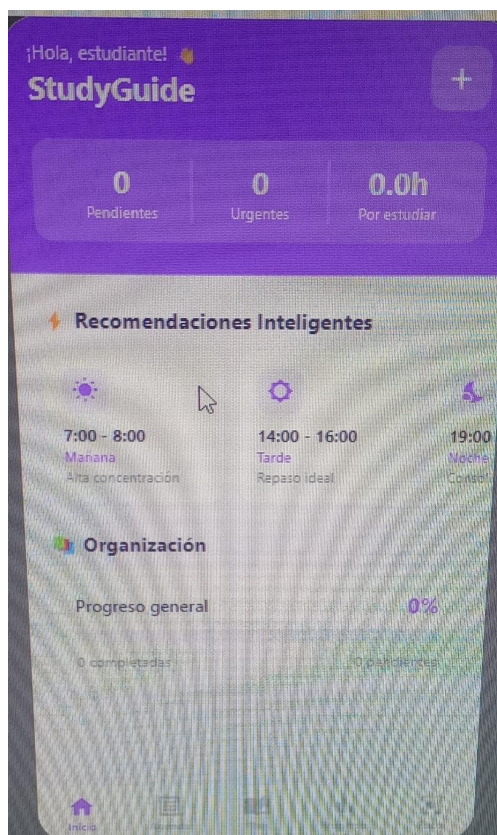 ¡Hola, estudiante!
StudyGuide
+
0 0 0.0h
Pendientes Urgentes Por estudiar
Recomendaciones Inteligentes
7:00 - 8:00 14:00 - 16:00 19:00
Manana Tarde Noche
Alta concentración Repaso ideal Consol
Organización
Progreso general 0%
0 completadas 0 pendientes
Inicio